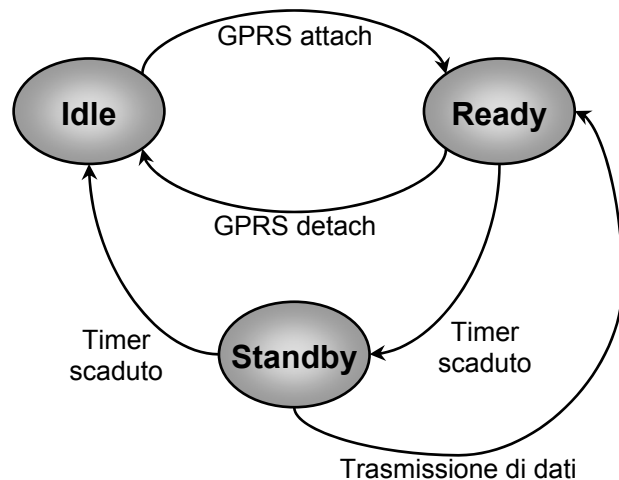 GPRS attach
Idle
Ready
GPRS detach
Timer
scaduto
Standby
Timer
scaduto
Trasmissione di dati